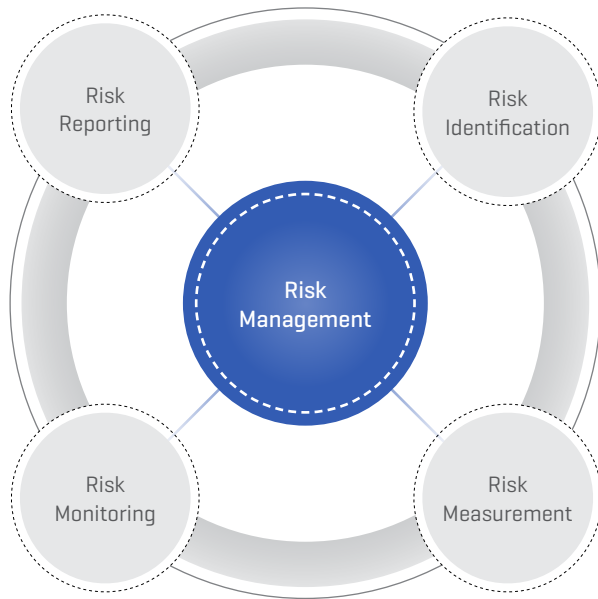 Risk
Reporting
Risk
Identification
Risk
Management
Risk
Monitoring
Risk
Measurement